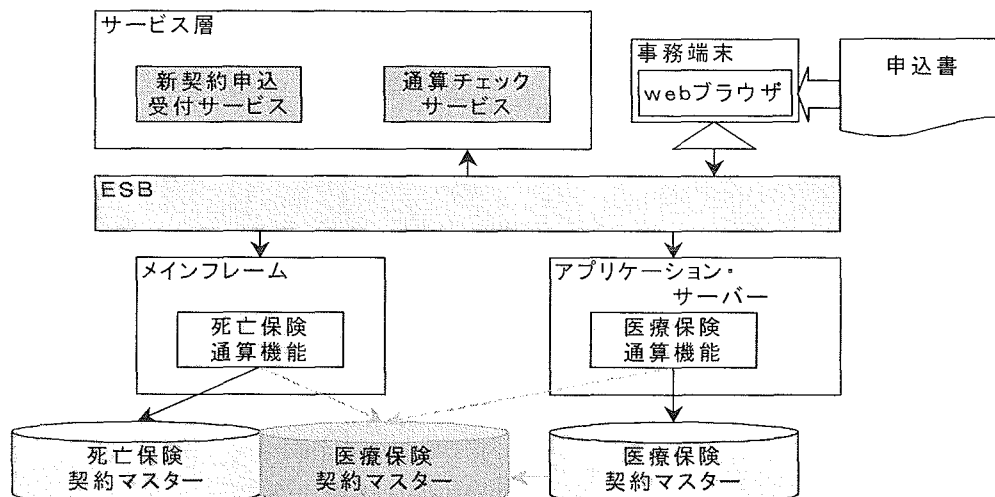 サービス層
新契約申込
受付サービス
通算チェック
サービス
事務端末
webブラウザ
申込書
ESB
メインフレーム
死亡保険
通算機能
アプリケーション・
サーバー
医療保険
通算機能
死亡保険
契約マスター
医療保険
契約マスター
医療保険
契約マスター